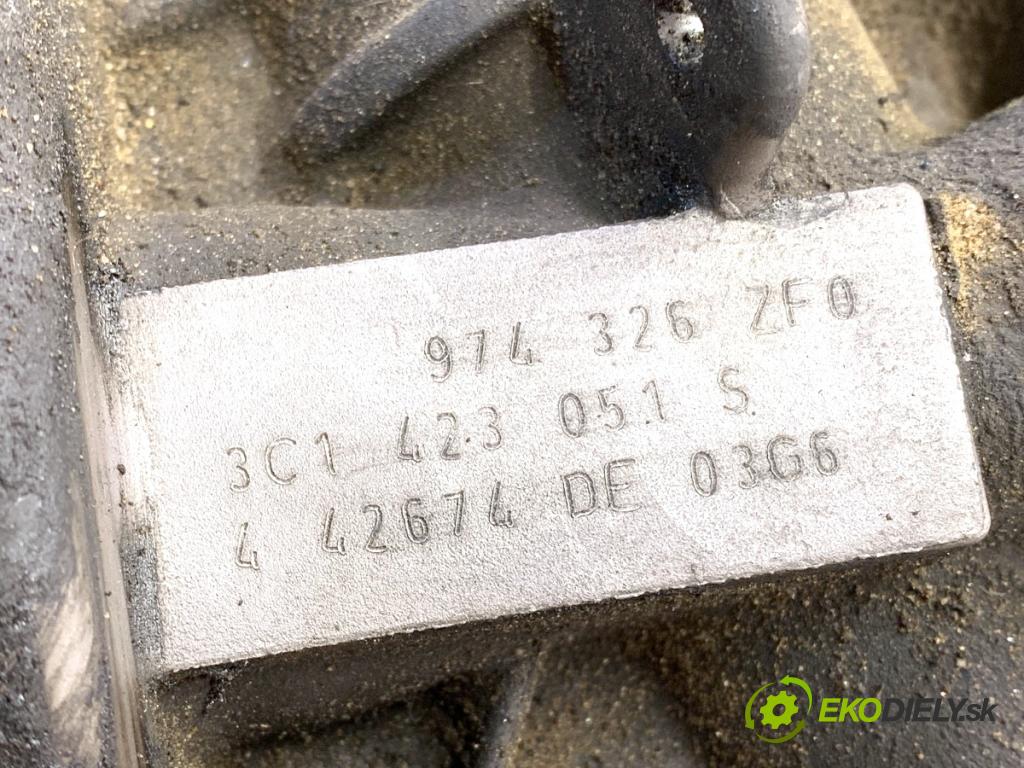 974 326 ZF0
3C1 423 051 S
4 42674 DE 03G6
EKODIELY.sk